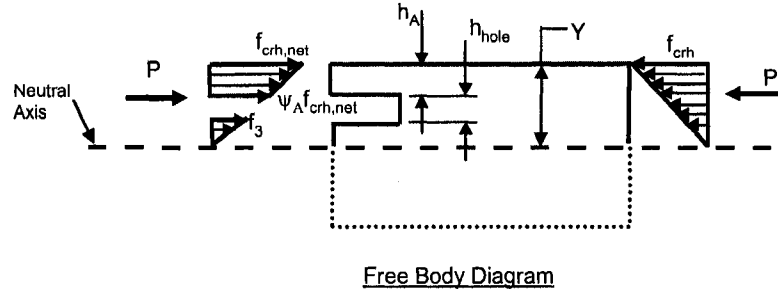 h_A
f_crh,net
h_hole
Y
f_crh
P
Ψ_A f_crh,net
P
Neutral
Axis
f_3
Free Body Diagram